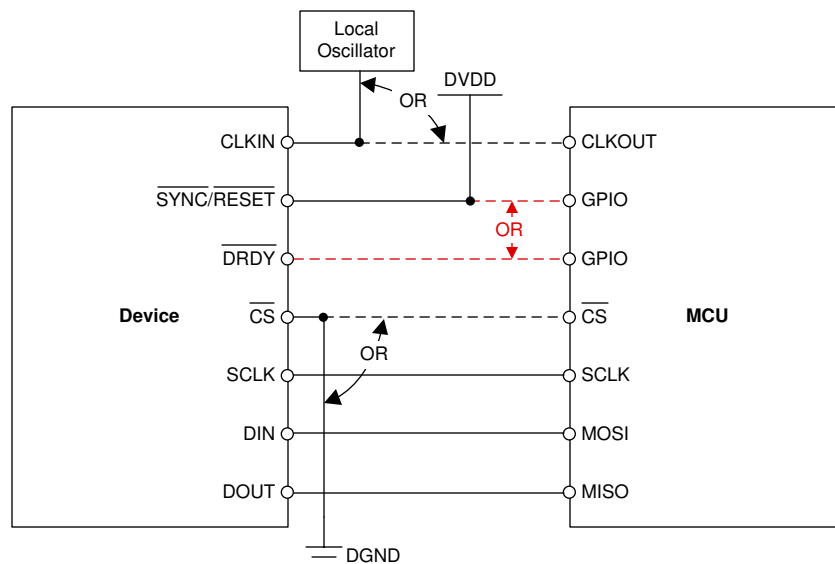 Local
Oscillator
OR
DVDD
CLKIN
CLKOUT
SYNC/RESET
GPIO
OR
DRDY
GPIO
Device
CS
CS
MCU
OR
SCLK
SCLK
DIN
MOSI
DOUT
MISO
DGND